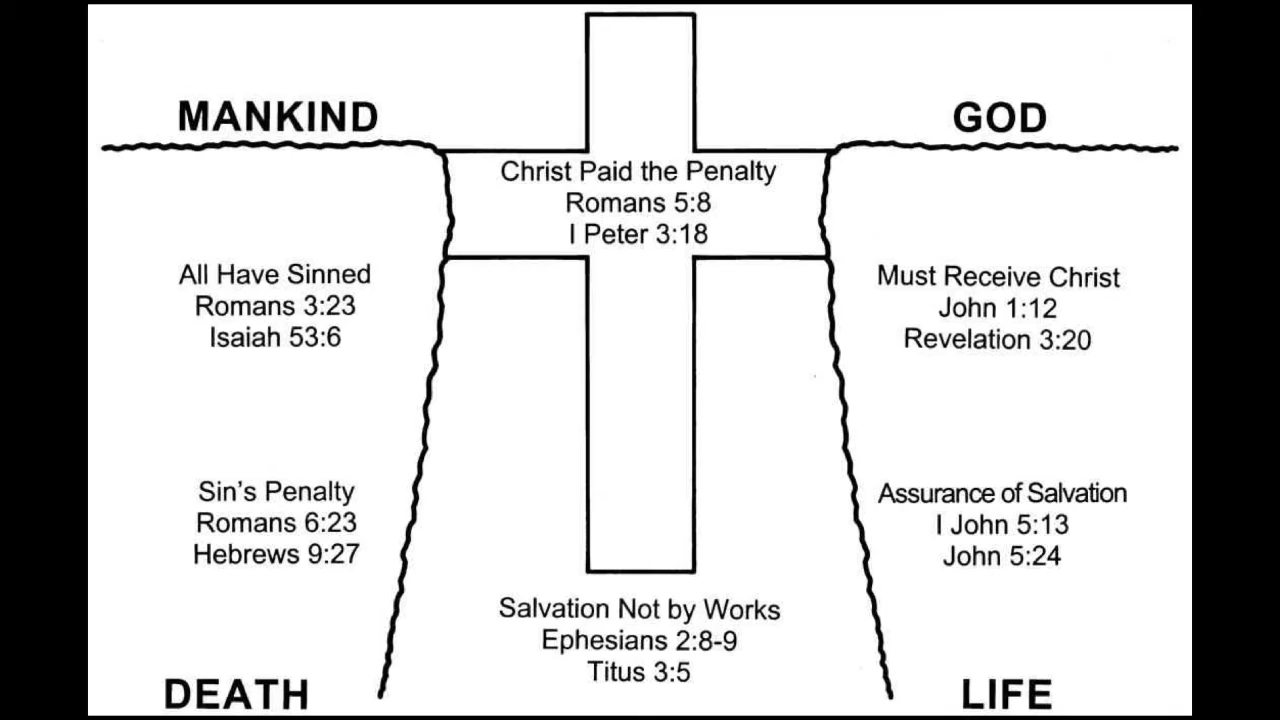 MANKIND
GOD
Christ Paid the Penalty
Romans 5:8
I Peter 3:18
All Have Sinned
Romans 3:23
Isaiah 53:6
Must Receive Christ
John 1:12
Revelation 3:20
Sin's Penalty
Romans 6:23
Hebrews 9:27
Assurance of Salvation
I John 5:13
John 5:24
Salvation Not by Works
Ephesians 2:8-9
Titus 3:5
DEATH
LIFE